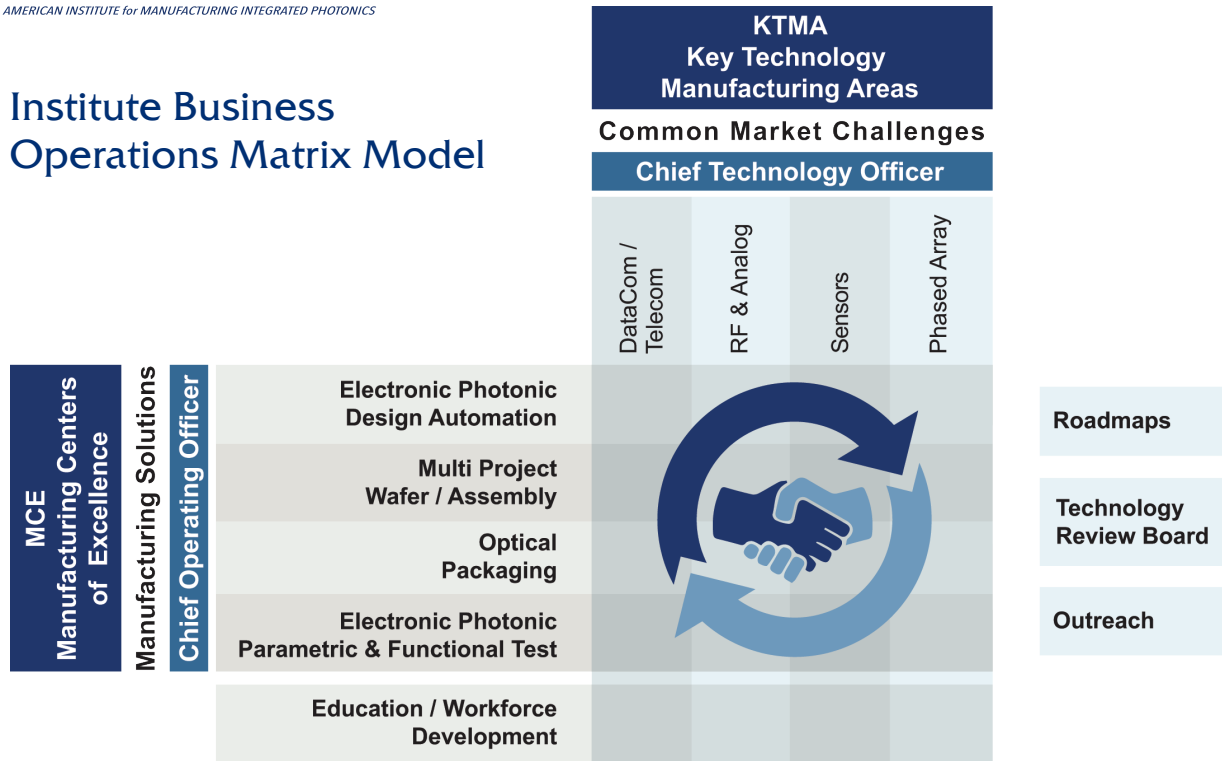 AMERICAN INSTITUTE for MANUFACTURING INTEGRATED PHOTONICS
Institute Business
Operations Matrix Model
KTMA
Key Technology
Manufacturing Areas
Common Market Challenges
Chief Technology Officer
DataCom /
Telecom
RF & Analog
Sensors
Phased Array
MCE
Manufacturing Centers
of Excellence
Manufacturing Solutions
Chief Operating Officer
Electronic Photonic
Design Automation
Multi Project
Wafer / Assembly
Optical
Packaging
Electronic Photonic
Parametric & Functional Test
Education / Workforce
Development
Roadmaps
Technology
Review Board
Outreach